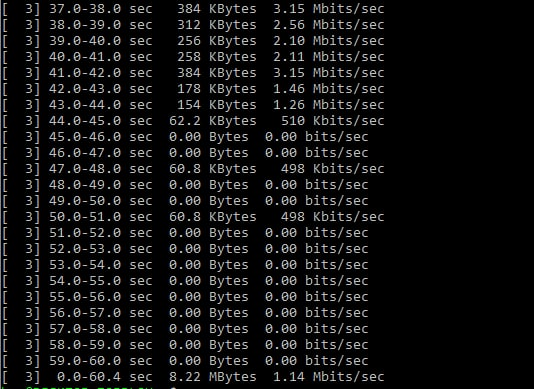 [  3] 37.0-38.0 sec   384 KBytes  3.15 Mbits/sec
[  3] 38.0-39.0 sec   312 KBytes  2.56 Mbits/sec
[  3] 39.0-40.0 sec   256 KBytes  2.10 Mbits/sec
[  3] 40.0-41.0 sec   258 KBytes  2.11 Mbits/sec
[  3] 41.0-42.0 sec   384 KBytes  3.15 Mbits/sec
[  3] 42.0-43.0 sec   178 KBytes  1.46 Mbits/sec
[  3] 43.0-44.0 sec   154 KBytes  1.26 Mbits/sec
[  3] 44.0-45.0 sec  62.2 KBytes   510 Kbits/sec
[  3] 45.0-46.0 sec  0.00 Bytes  0.00 bits/sec
[  3] 46.0-47.0 sec  0.00 Bytes  0.00 bits/sec
[  3] 47.0-48.0 sec  60.8 KBytes   498 Kbits/sec
[  3] 48.0-49.0 sec  0.00 Bytes  0.00 bits/sec
[  3] 49.0-50.0 sec  0.00 Bytes  0.00 bits/sec
[  3] 50.0-51.0 sec  60.8 KBytes   498 Kbits/sec
[  3] 51.0-52.0 sec  0.00 Bytes  0.00 bits/sec
[  3] 52.0-53.0 sec  0.00 Bytes  0.00 bits/sec
[  3] 53.0-54.0 sec  0.00 Bytes  0.00 bits/sec
[  3] 54.0-55.0 sec  0.00 Bytes  0.00 bits/sec
[  3] 55.0-56.0 sec  0.00 Bytes  0.00 bits/sec
[  3] 56.0-57.0 sec  0.00 Bytes  0.00 bits/sec
[  3] 57.0-58.0 sec  0.00 Bytes  0.00 bits/sec
[  3] 58.0-59.0 sec  0.00 Bytes  0.00 bits/sec
[  3] 59.0-60.0 sec  0.00 Bytes  0.00 bits/sec
[  3]  0.0-60.4 sec  8.22 MBytes  1.14 Mbits/sec